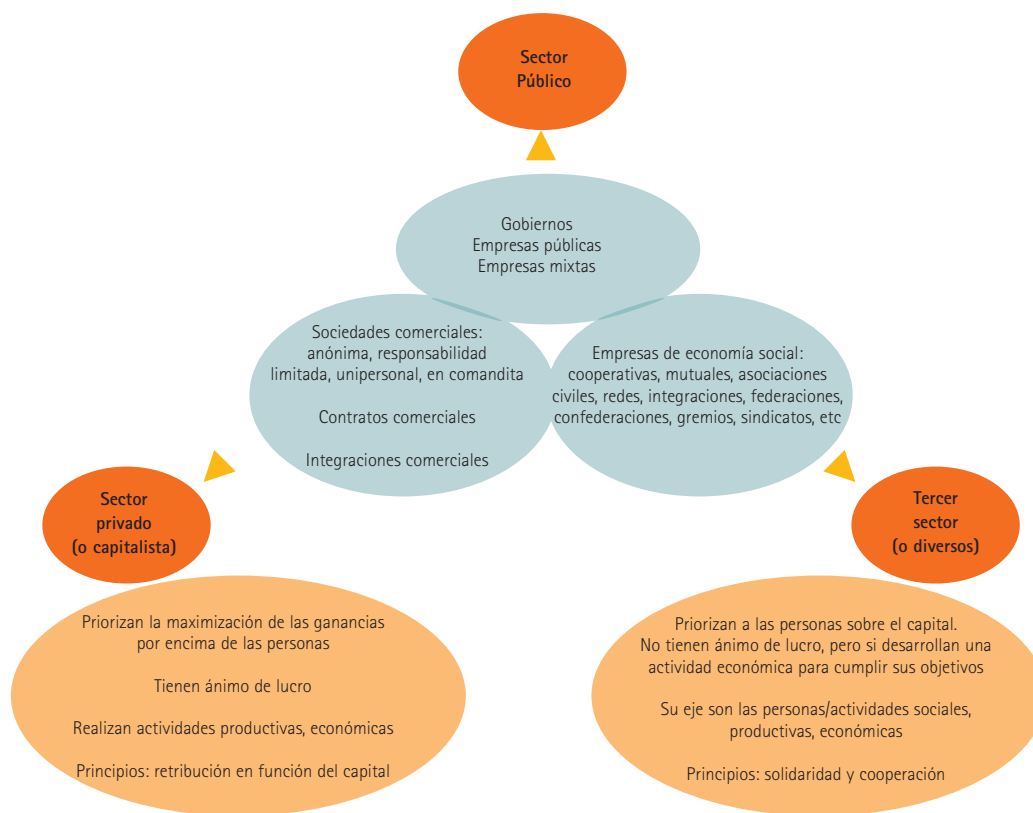 Sector
Público
Gobiernos
Empresas públicas
Empresas mixtas
Sociedades comerciales:
anónima, responsabilidad
limitada, unipersonal, en comandita
Contratos comerciales
Integraciones comerciales
Empresas de economía social:
cooperativas, mutuales, asociaciones
civiles, redes, integraciones, federaciones,
confederaciones, gremios, sindicatos, etc
Sector
privado
(o capitalista)
Tercer
sector
(o diversos)
Priorizan la maximización de las ganancias
por encima de las personas
Tienen ánimo de lucro
Realizan actividades productivas, económicas
Principios: retribución en función del capital
Priorizan a las personas sobre el capital.
No tienen ánimo de lucro, pero si desarrollan una
actividad económica para cumplir sus objetivos
Su eje son las personas/actividades sociales,
productivas, económicas
Principios: solidaridad y cooperación